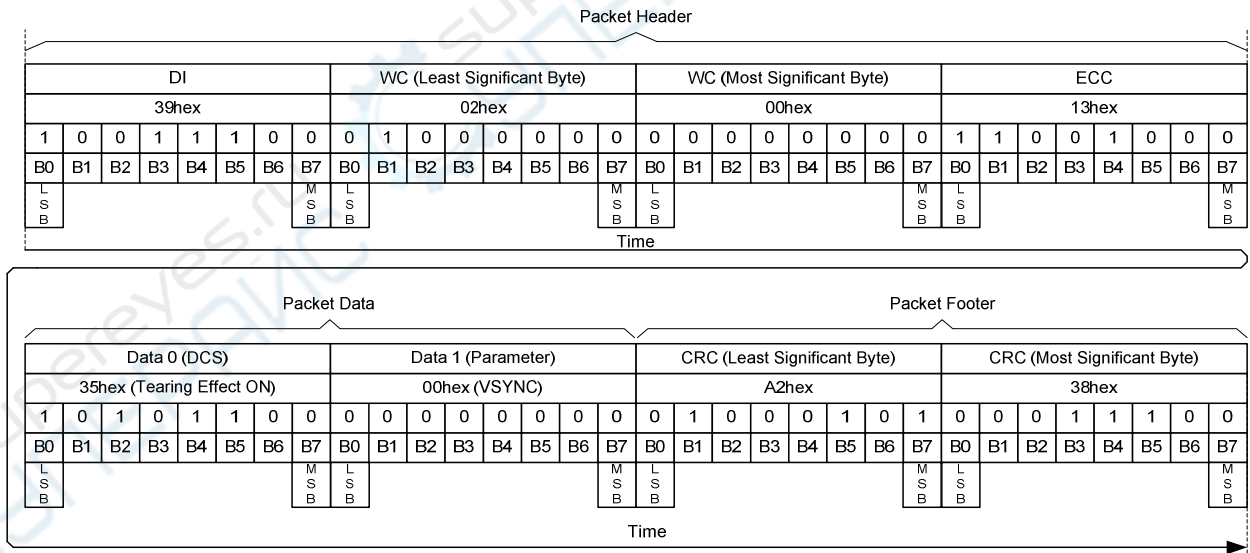 Packet Header
DI WC (Least Significant Byte) WC (Most Significant Byte) ECC
39hex 02hex 00hex 13hex
1 0 0 1 1 1 0 0 0 1 0 0 0 0 0 0 0 0 0 0 0 0 0 0 1 1 0 0 1 0 0 0
B0 B1 B2 B3 B4 B5 B6 B7 B0 B1 B2 B3 B4 B5 B6 B7 B0 B1 B2 B3 B4 B5 B6 B7 B0 B1 B2 B3 B4 B5 B6 B7
LSB MSB LSB MSB LSB MSB LSB MSB
Time
Packet Data Packet Footer
Data 0 (DCS) Data 1 (Parameter) CRC (Least Significant Byte) CRC (Most Significant Byte)
35hex (Tearing Effect ON) 00hex (VSYNC) A2hex 38hex
1 0 1 0 1 1 0 0 0 0 0 0 0 0 0 0 0 1 0 0 0 1 0 1 0 0 0 1 1 1 0 0
B0 B1 B2 B3 B4 B5 B6 B7 B0 B1 B2 B3 B4 B5 B6 B7 B0 B1 B2 B3 B4 B5 B6 B7 B0 B1 B2 B3 B4 B5 B6 B7
LSB MSB LSB MSB LSB MSB LSB MSB
Time